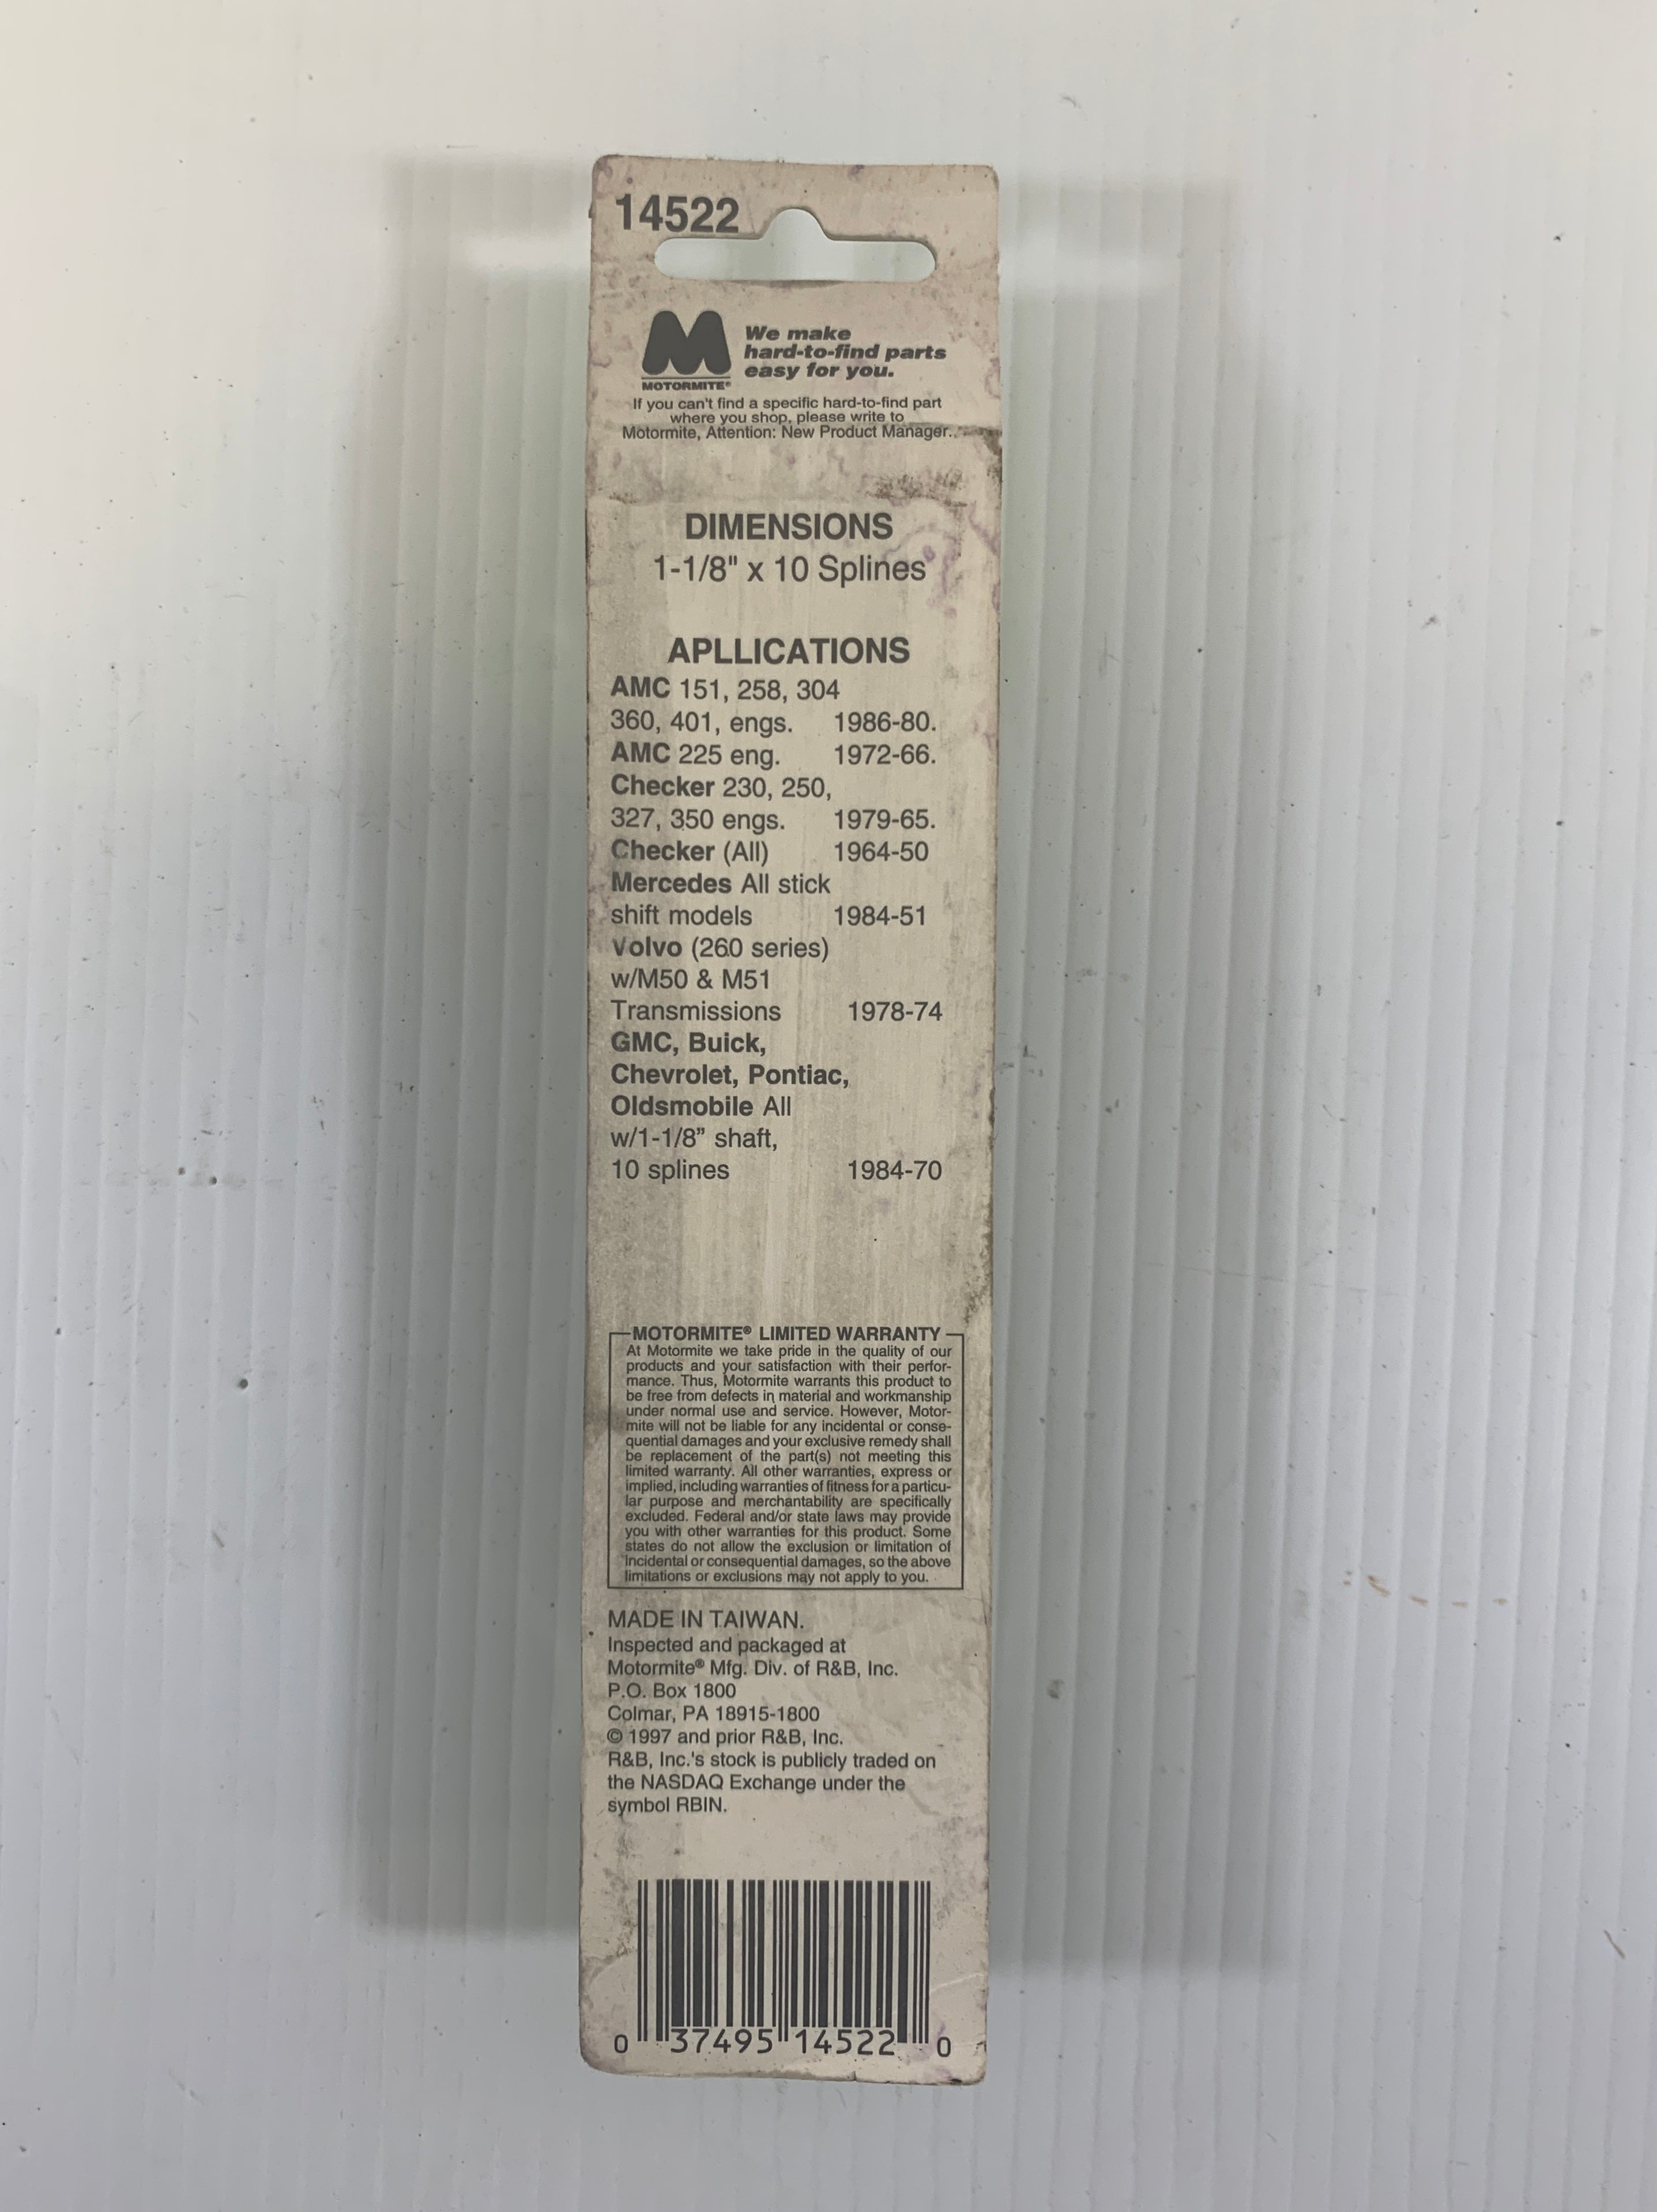 14522
We make
hard-to-find parts
easy for you.
MOTORMITE®
If you can't find a specific hard-to-find part
where you shop, please write to
Motormite, Attention: New Product Manager.
DIMENSIONS
1-1/8" x 10 Splines
APLLICATIONS
AMC 151, 258, 304
360, 401, engs. 1986-80.
AMC 225 eng. 1972-66.
Checker 230, 250,
327, 350 engs. 1979-65.
Checker (All) 1964-50
Mercedes All stick
shift models 1984-51
Volvo (260 series)
w/M50 & M51
Transmissions 1978-74
GMC, Buick,
Chevrolet, Pontiac,
Oldsmobile All
w/1-1/8” shaft,
10 splines 1984-70
MOTORMITE® LIMITED WARRANTY
At Motormite we take pride in the quality of our
products and your satisfaction with their perfor-
mance. Thus, Motormite warrants this product to
be free from defects in material and workmanship
under normal use and service. However, Motor-
mite will not be liable for any incidental or conse-
quential damages and your exclusive remedy shall
be replacement of the part(s) not meeting this
limited warranty. All other warranties, express or
implied, including warranties of fitness for a particu-
lar purpose and merchantability are specifically
excluded. Federal and/or state laws may provide
you with other warranties for this product. Some
states do not allow the exclusion or limitation of
incidental or consequential damages, so the above
limitations or exclusions may not apply to you.
MADE IN TAIWAN.
Inspected and packaged at
Motormite® Mfg. Div. of R&B, Inc.
P.O. Box 1800
Colmar, PA 18915-1800
© 1997 and prior R&B, Inc.
R&B, Inc.'s stock is publicly traded on
the NASDAQ Exchange under the
symbol RBIN.
0 37495 14522 0